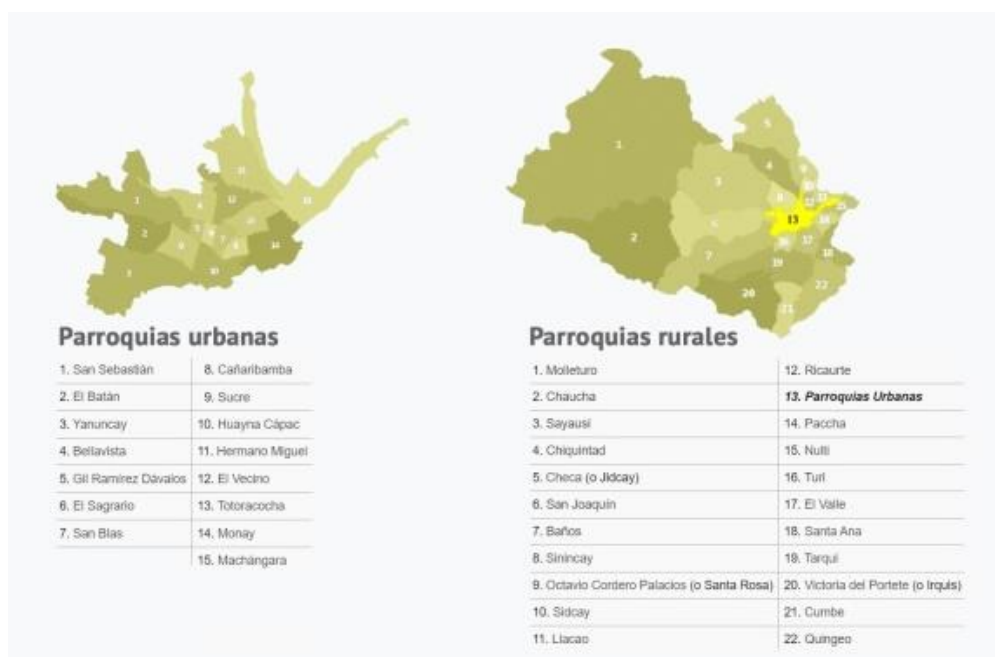 Parroquias urbanas
1. San Sebastián
2. El Batán
3. Yanuncay
4. Bellavista
5. Gil Ramírez Dávalos
6. El Sagrario
7. San Blas
8. Cañaribamba
9. Sucre
10. Huayna Cápac
11. Hermano Miguel
12. El Vecino
13. Totoracocha
14. Monay
15. Machángara
Parroquias rurales
1. Molleturo
2. Chaucha
3. Sayausí
4. Chiquintad
5. Checa (o Jidcay)
6. San Joaquín
7. Baños
8. Sinincay
9. Octavio Cordero Palacios (o Santa Rosa)
10. Sidcay
11. Llacao
12. Ricaurte
13. Parroquias Urbanas
14. Paccha
15. Nulti
16. Turi
17. El Valle
18. Santa Ana
19. Tarqui
20. Victoria del Portete (o Irquis)
21. Cumbe
22. Quingeo